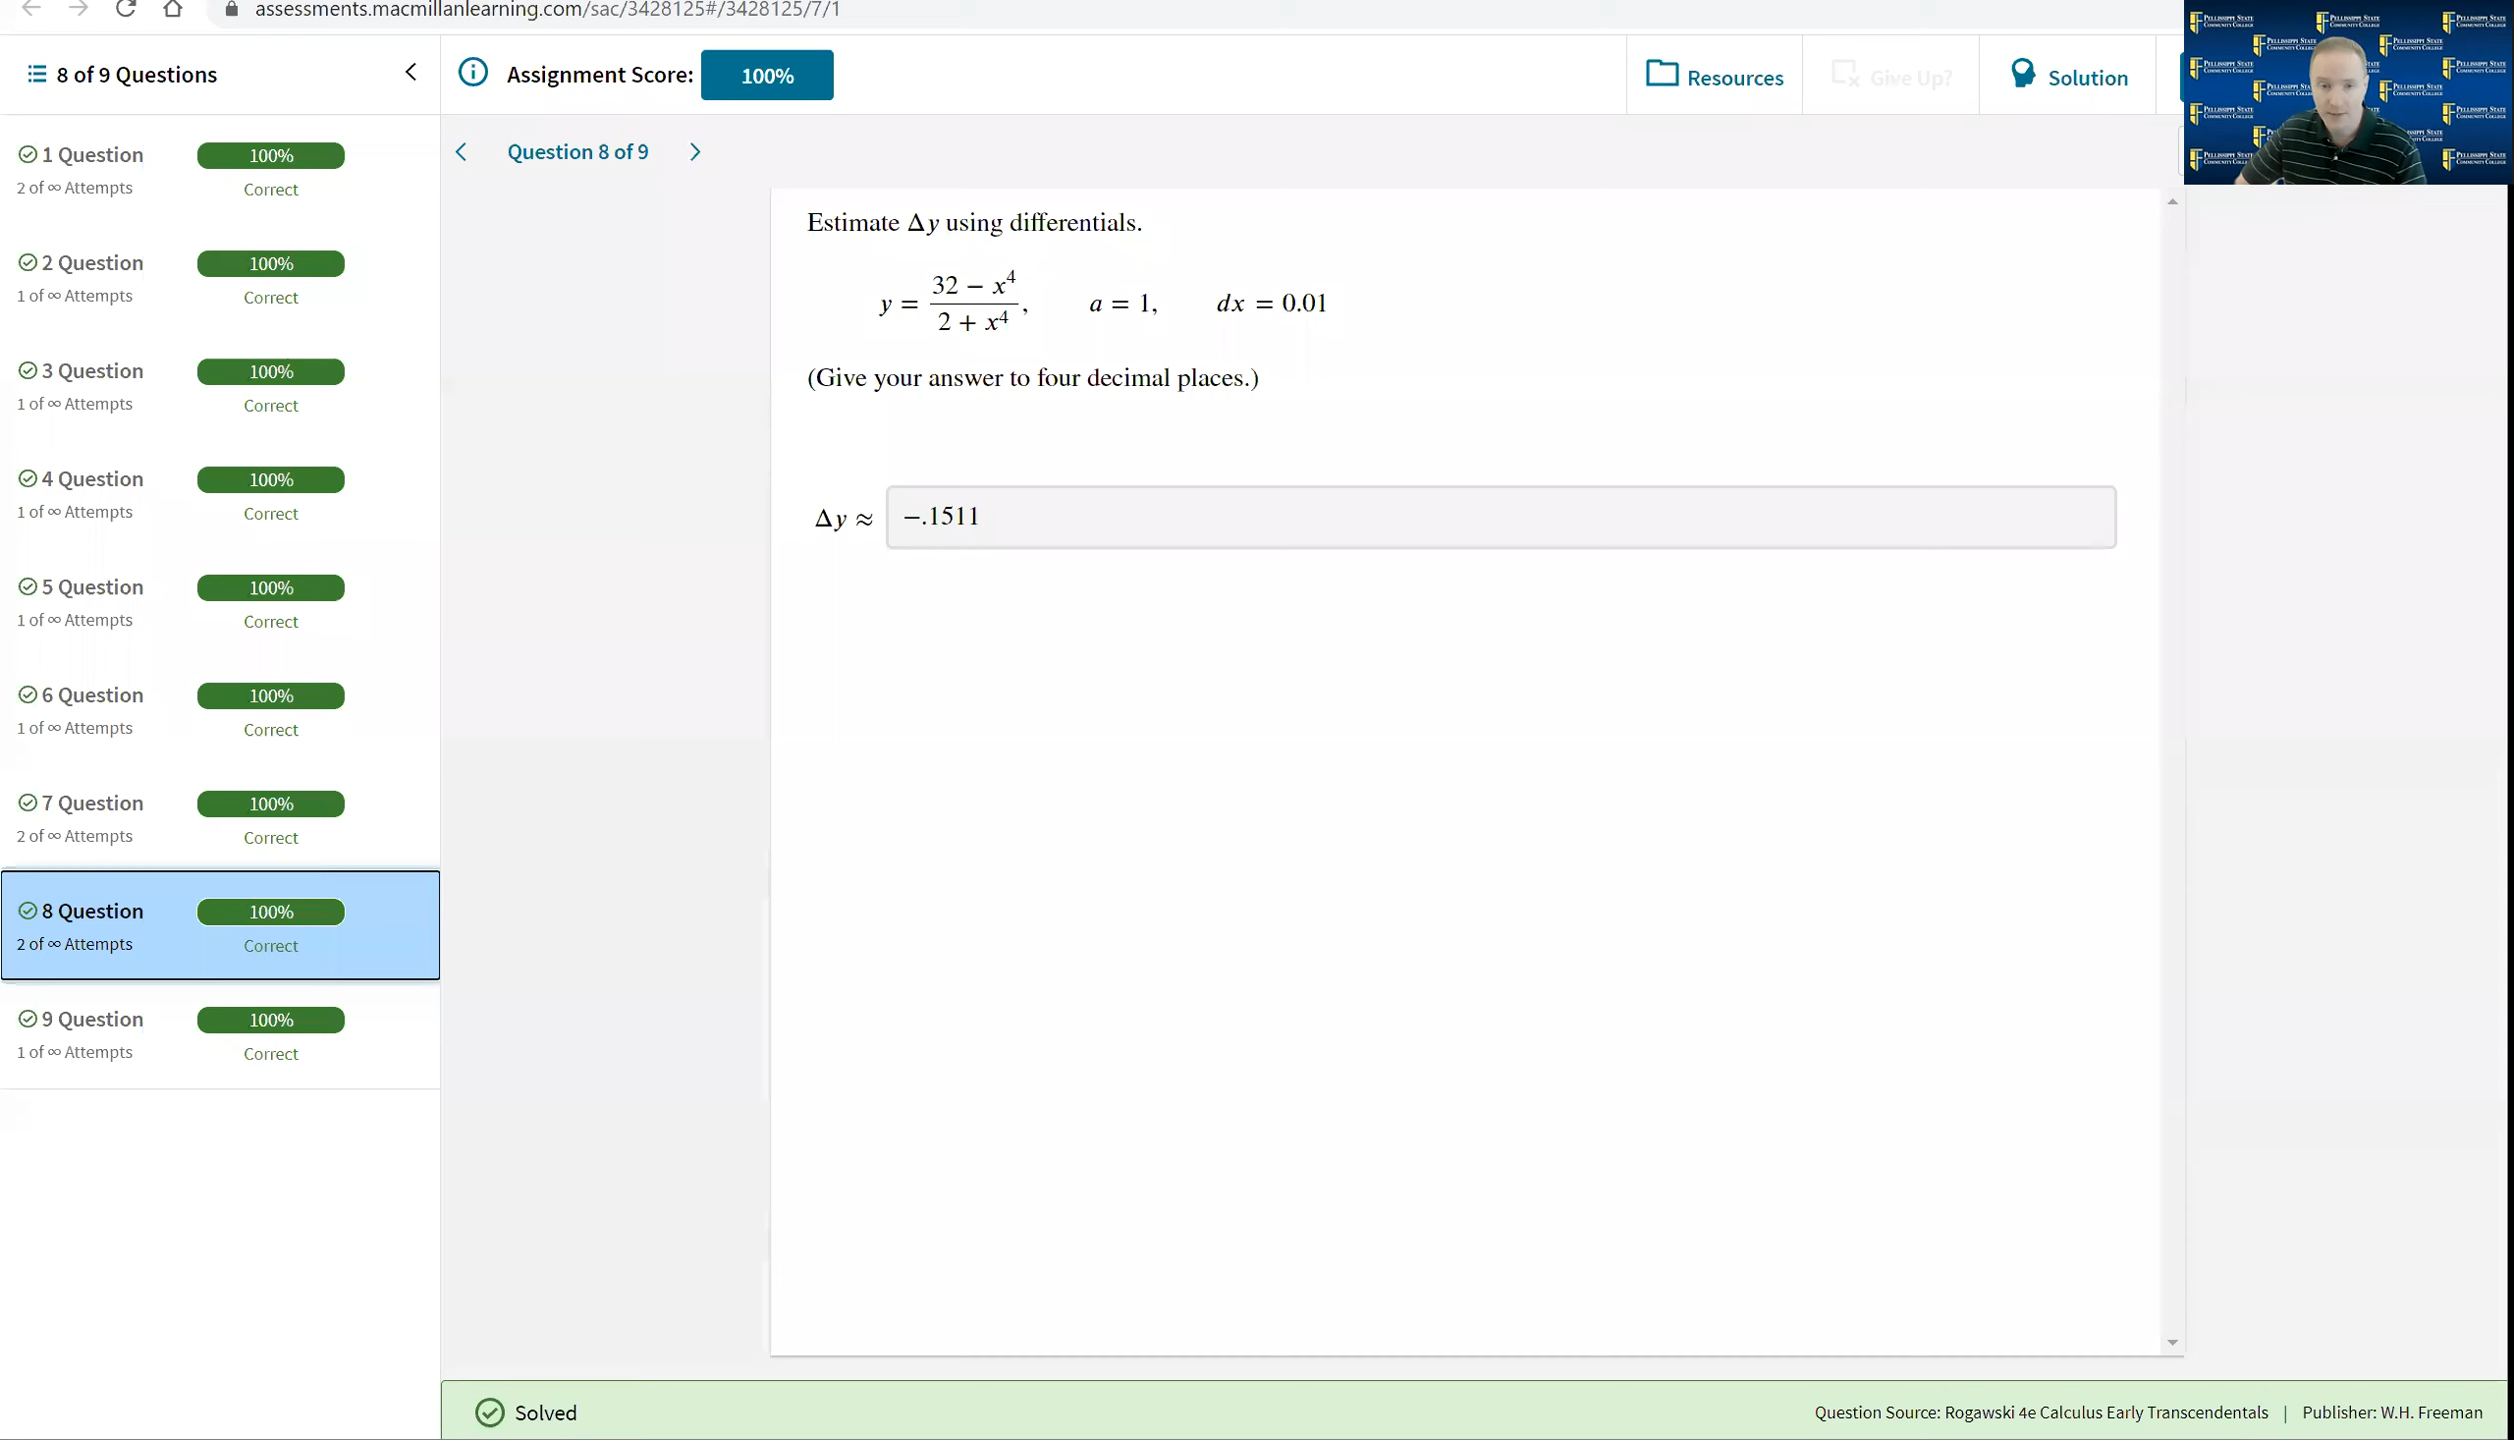 assessments.macmillanlearning.com/sac/3428125#/3428125/7/1
8 of 9 Questions
Assignment Score: 100%
Resources
Give Up?
Solution
PELLISSIPPI STATE
COMMUNITY COLLEGE
1 Question 100%
2 of ∞ Attempts Correct
2 Question 100%
1 of ∞ Attempts Correct
3 Question 100%
1 of ∞ Attempts Correct
4 Question 100%
1 of ∞ Attempts Correct
5 Question 100%
1 of ∞ Attempts Correct
6 Question 100%
1 of ∞ Attempts Correct
7 Question 100%
2 of ∞ Attempts Correct
8 Question 100%
2 of ∞ Attempts Correct
9 Question 100%
1 of ∞ Attempts Correct
Question 8 of 9
Estimate Δy using differentials.
y = (32 − x⁴)/(2 + x⁴), a = 1, dx = 0.01
(Give your answer to four decimal places.)
Δy ≈ −.1511
Solved
Question Source: Rogawski 4e Calculus Early Transcendentals | Publisher: W.H. Freeman